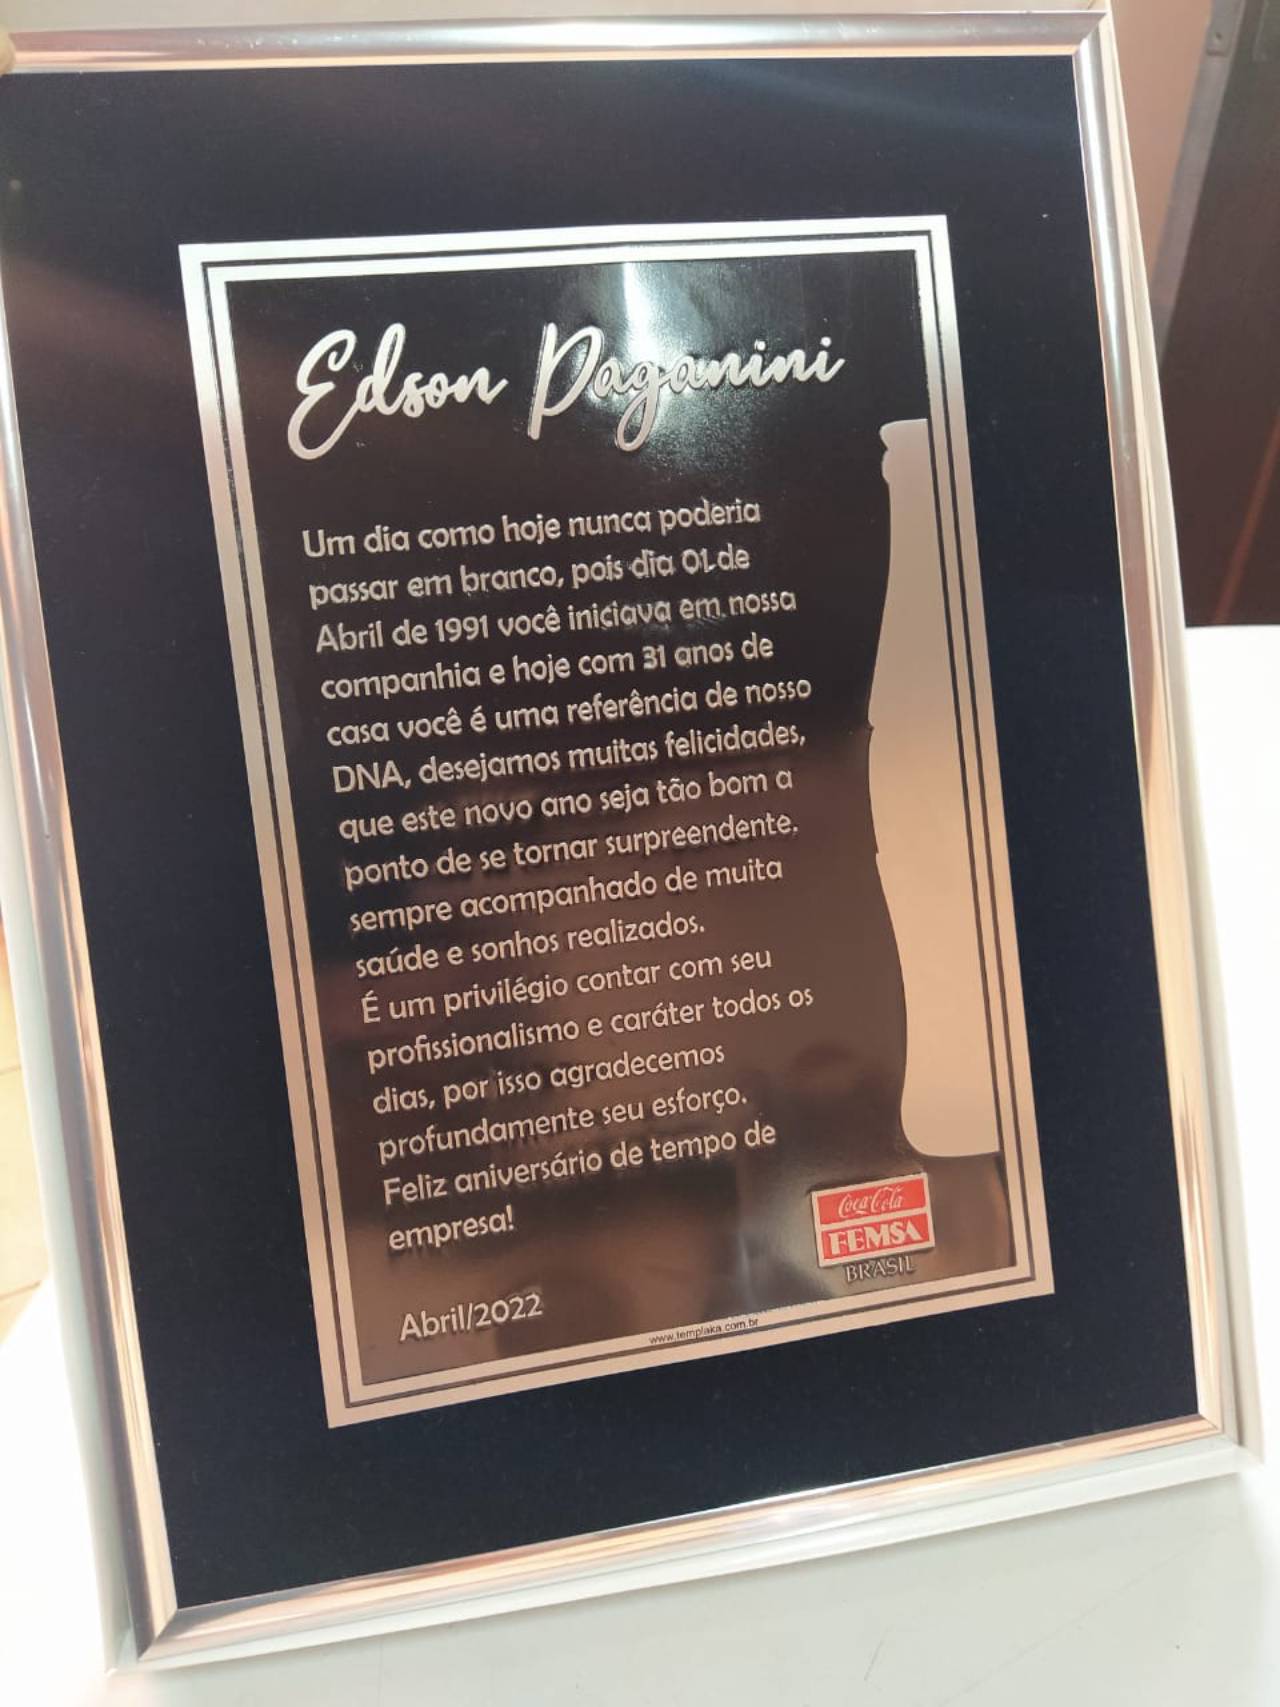 Edson Paganini
Um dia como hoje nunca poderia
passar em branco, pois dia 01 de
Abril de 1991 você iniciava em nossa
companhia e hoje com 31 anos de
casa você é uma referência de nosso
DNA, desejamos muitas felicidades,
que este novo ano seja tão bom a
ponto de se tornar surpreendente,
sempre acompanhado de muita
saúde e sonhos realizados.
É um privilégio contar com seu
profissionalismo e caráter todos os
dias, por isso agradecemos
profundamente seu esforço.
Feliz aniversário de tempo de
empresa!
Coca-Cola
FEMSA
BRASIL
Abril/2022
www.templaka.com.br